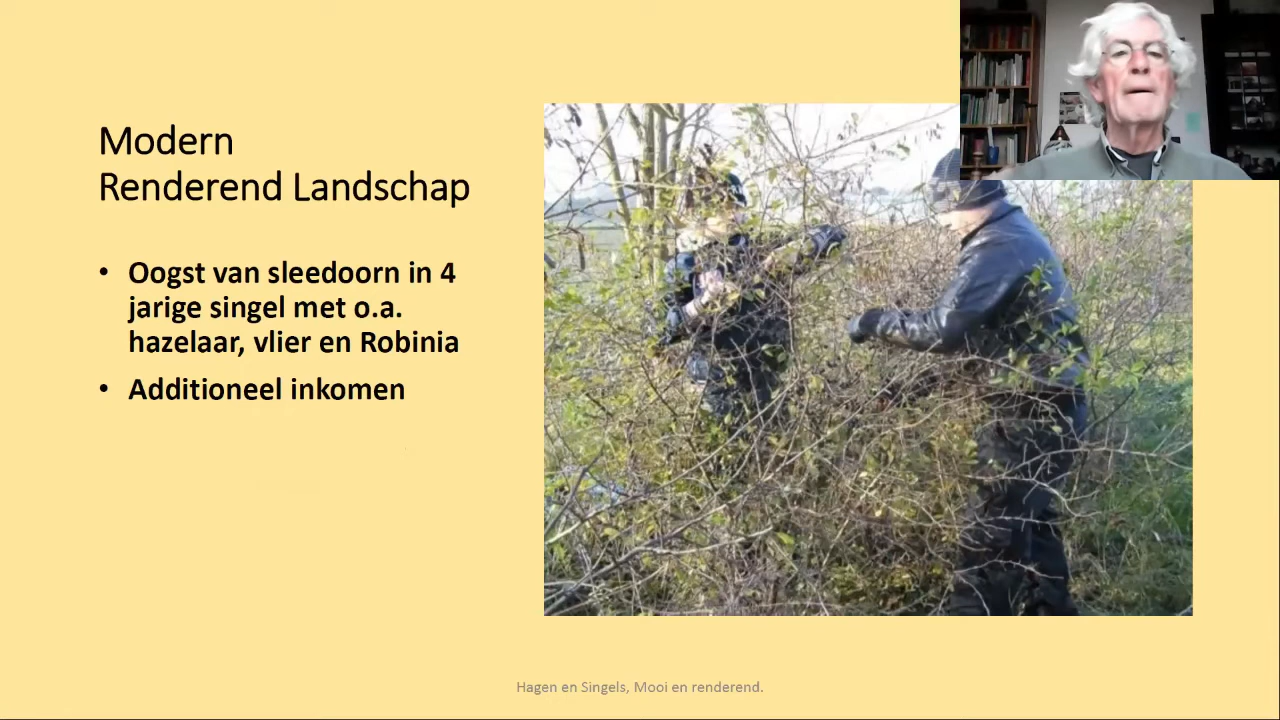 Modern
Renderend Landschap
• Oogst van sleedoorn in 4
jarige singel met o.a.
hazelaar, vlier en Robinia
• Additioneel inkomen
Hagen en Singels, Mooi en renderend.